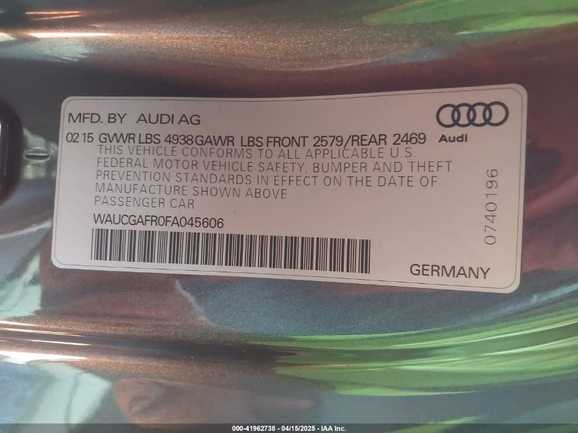 MFD. BY AUDI AG
02 15 GVWR LBS 4938 GAWR LBS FRONT 2579/REAR 2469
THIS VEHICLE CONFORMS TO ALL APPLICABLE U.S
FEDERAL MOTOR VEHICLE SAFETY, BUMPER AND THEFT
PREVENTION STANDARDS IN EFFECT ON THE DATE OF
MANUFACTURE SHOWN ABOVE
PASSENGER CAR
WAUCGAFR0FA045606
Audi
0740196
GERMANY
000-41962738 - 04/15/2025 - IAA Inc.